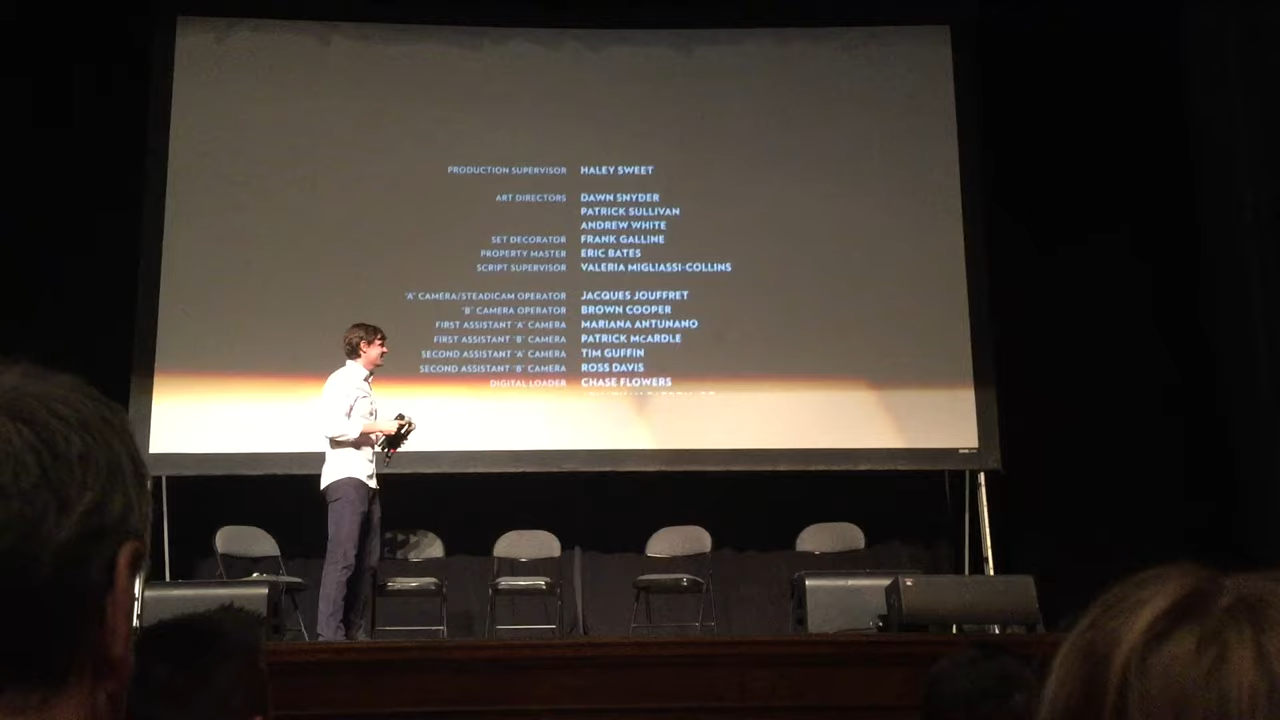 PRODUCTION SUPERVISOR HALEY SWEET
ART DIRECTORS DAWN SNYDER
PATRICK SULLIVAN
ANDREW WHITE
SET DECORATOR FRANK GALLINE
PROPERTY MASTER ERIC BATES
SCRIPT SUPERVISOR VALERIA MIGLIASSI-COLLINS
"A" CAMERA/STEADICAM OPERATOR JACQUES JOUFFRET
"B" CAMERA OPERATOR BROWN COOPER
FIRST ASSISTANT "A" CAMERA MARIANA ANTUNANO
FIRST ASSISTANT "B" CAMERA PATRICK MCARDLE
SECOND ASSISTANT "A" CAMERA TIM GUFFIN
SECOND ASSISTANT "B" CAMERA ROSS DAVIS
DIGITAL LOADER CHASE FLOWERS